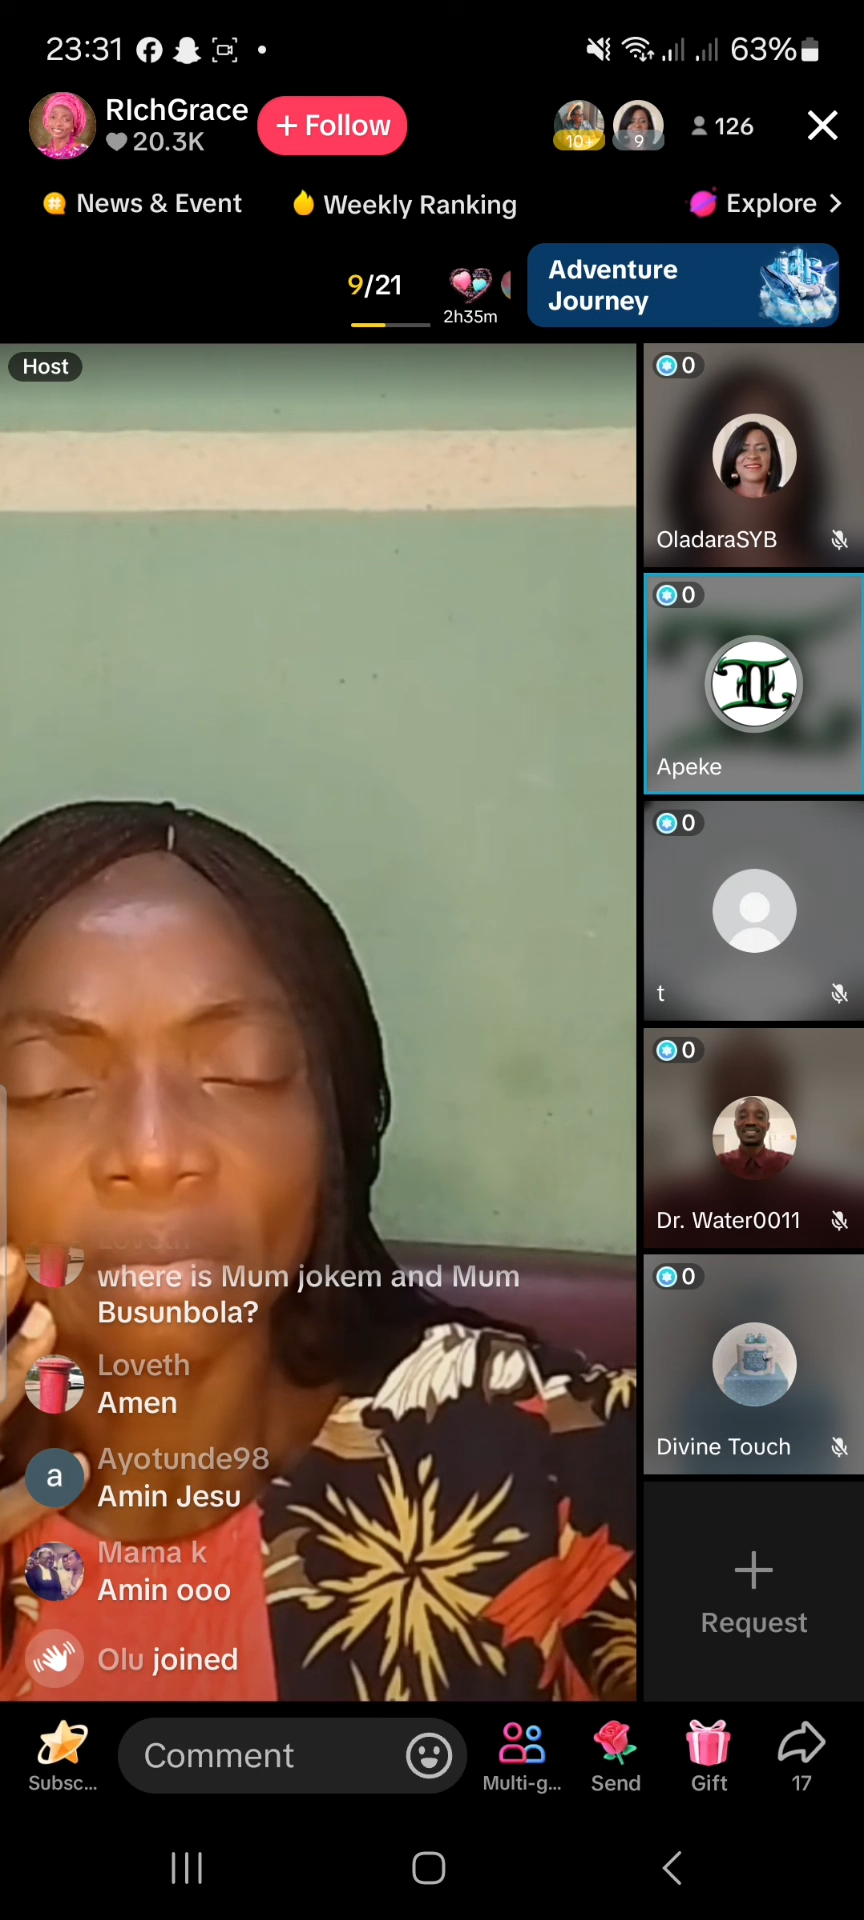 23:31
63%
RIchGrace
20.3K
+ Follow
10+
9
126
News & Event
Weekly Ranking
Explore
9/21
2h35m
Adventure
Journey
Host
0
OladaraSYB
0
Apeke
0
t
0
Dr. Water0011
0
Divine Touch
Request
Loveth
where is Mum jokem and Mum
Busunbola?
Loveth
Amen
a
Ayotunde98
Amin Jesu
Mama k
Amin ooo
Olu joined
Subsc...
Comment
Multi-g...
Send
Gift
17